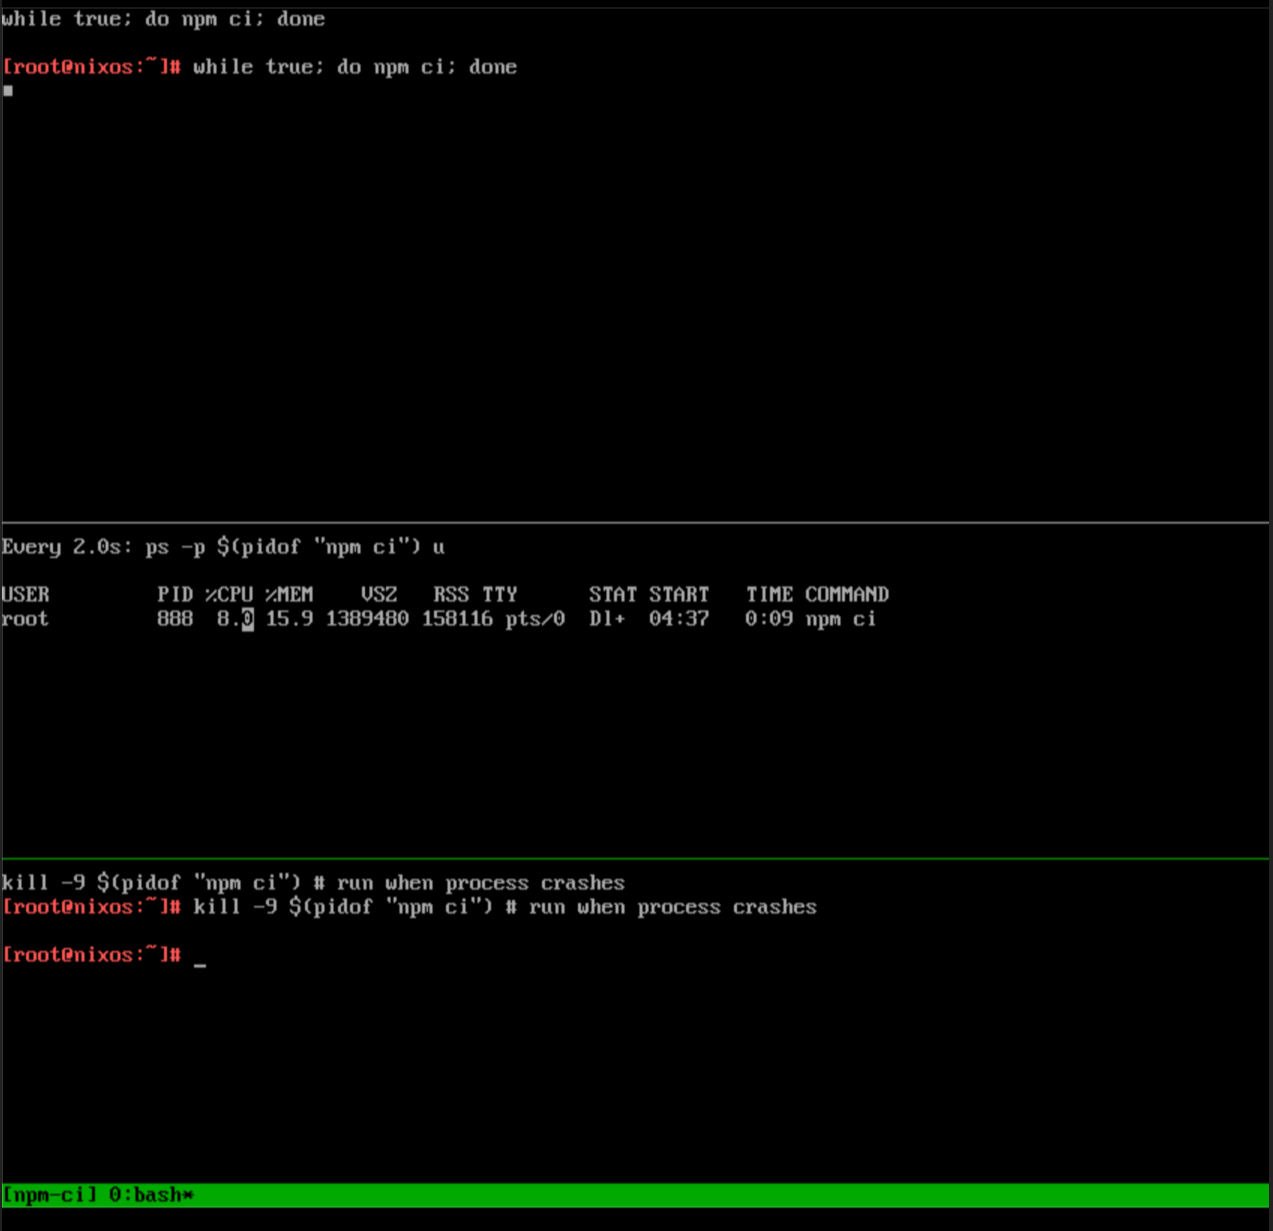 while true; do npm ci; done
[root@nixos:~]# while true; do npm ci; done
Every 2.0s: ps -p $(pidof "npm ci") u
USER         PID %CPU %MEM    VSZ   RSS TTY      STAT START   TIME COMMAND
root         888  8.0 15.9 1389480 158116 pts/0  Dl+  04:37   0:09 npm ci
kill -9 $(pidof "npm ci") # run when process crashes
[root@nixos:~]# kill -9 $(pidof "npm ci") # run when process crashes
[root@nixos:~]# _
[npm-ci] 0:bash*